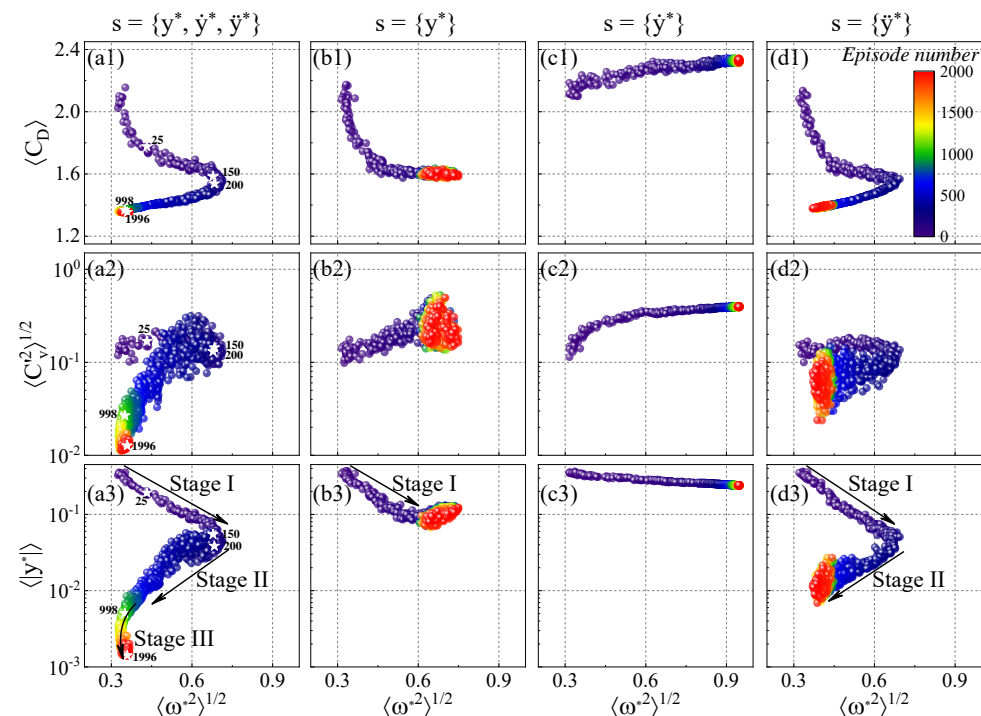 s = {y*, ẏ*, ÿ*}
s = {y*}
s = {ẏ*}
s = {ÿ*}
(a1)
(b1)
(c1)
(d1)
Episode number
2000
1500
1000
500
0
2.4
2.0
1.6
1.2
⟨C_D⟩
25
150
200
998
1996
(a2)
(b2)
(c2)
(d2)
10^0
10^-1
10^-2
⟨C'_v^2⟩^1/2
25
150
200
998
1996
(a3)
(b3)
(c3)
(d3)
10^-1
10^-2
10^-3
⟨|y*|⟩
Stage I
25
150
200
Stage II
998
Stage III
1996
Stage I
Stage I
Stage II
0.3 0.6 0.9
0.3 0.6 0.9
0.3 0.6 0.9
0.3 0.6 0.9
⟨ω*^2⟩^1/2
⟨ω*^2⟩^1/2
⟨ω*^2⟩^1/2
⟨ω*^2⟩^1/2